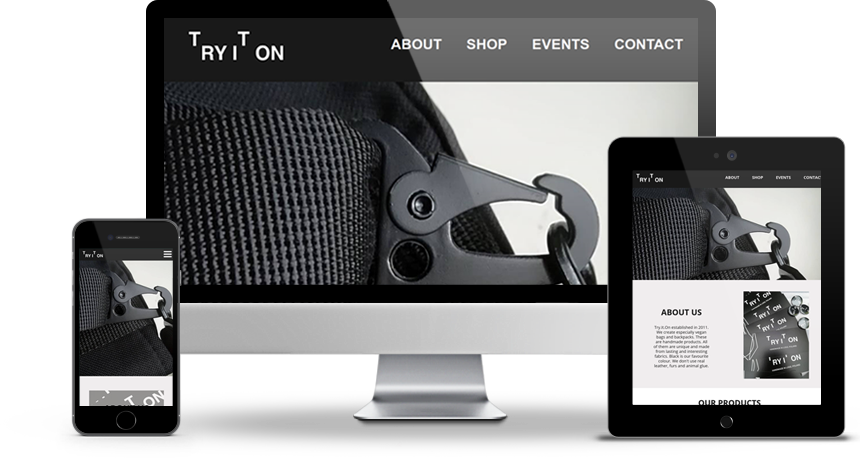 TRY IT ON
ABOUT SHOP EVENTS CONTACT
TRY IT ON
ABOUT SHOP EVENTS CONTAC
ABOUT US
Try.it.On established in 2011.
We create especially vegan
bags and backpacks. These
are handmade products. All
of them are unique and made
from lasting and interesting
fabrics. Black is our favourite
colour. We don't use real
leather, furs and animal glue.
TRY IT ON
TRY IT ON
TRY IT ON
TRY IT ON
TRY IT ON
OUR PRODUCTS
TRY IT ON